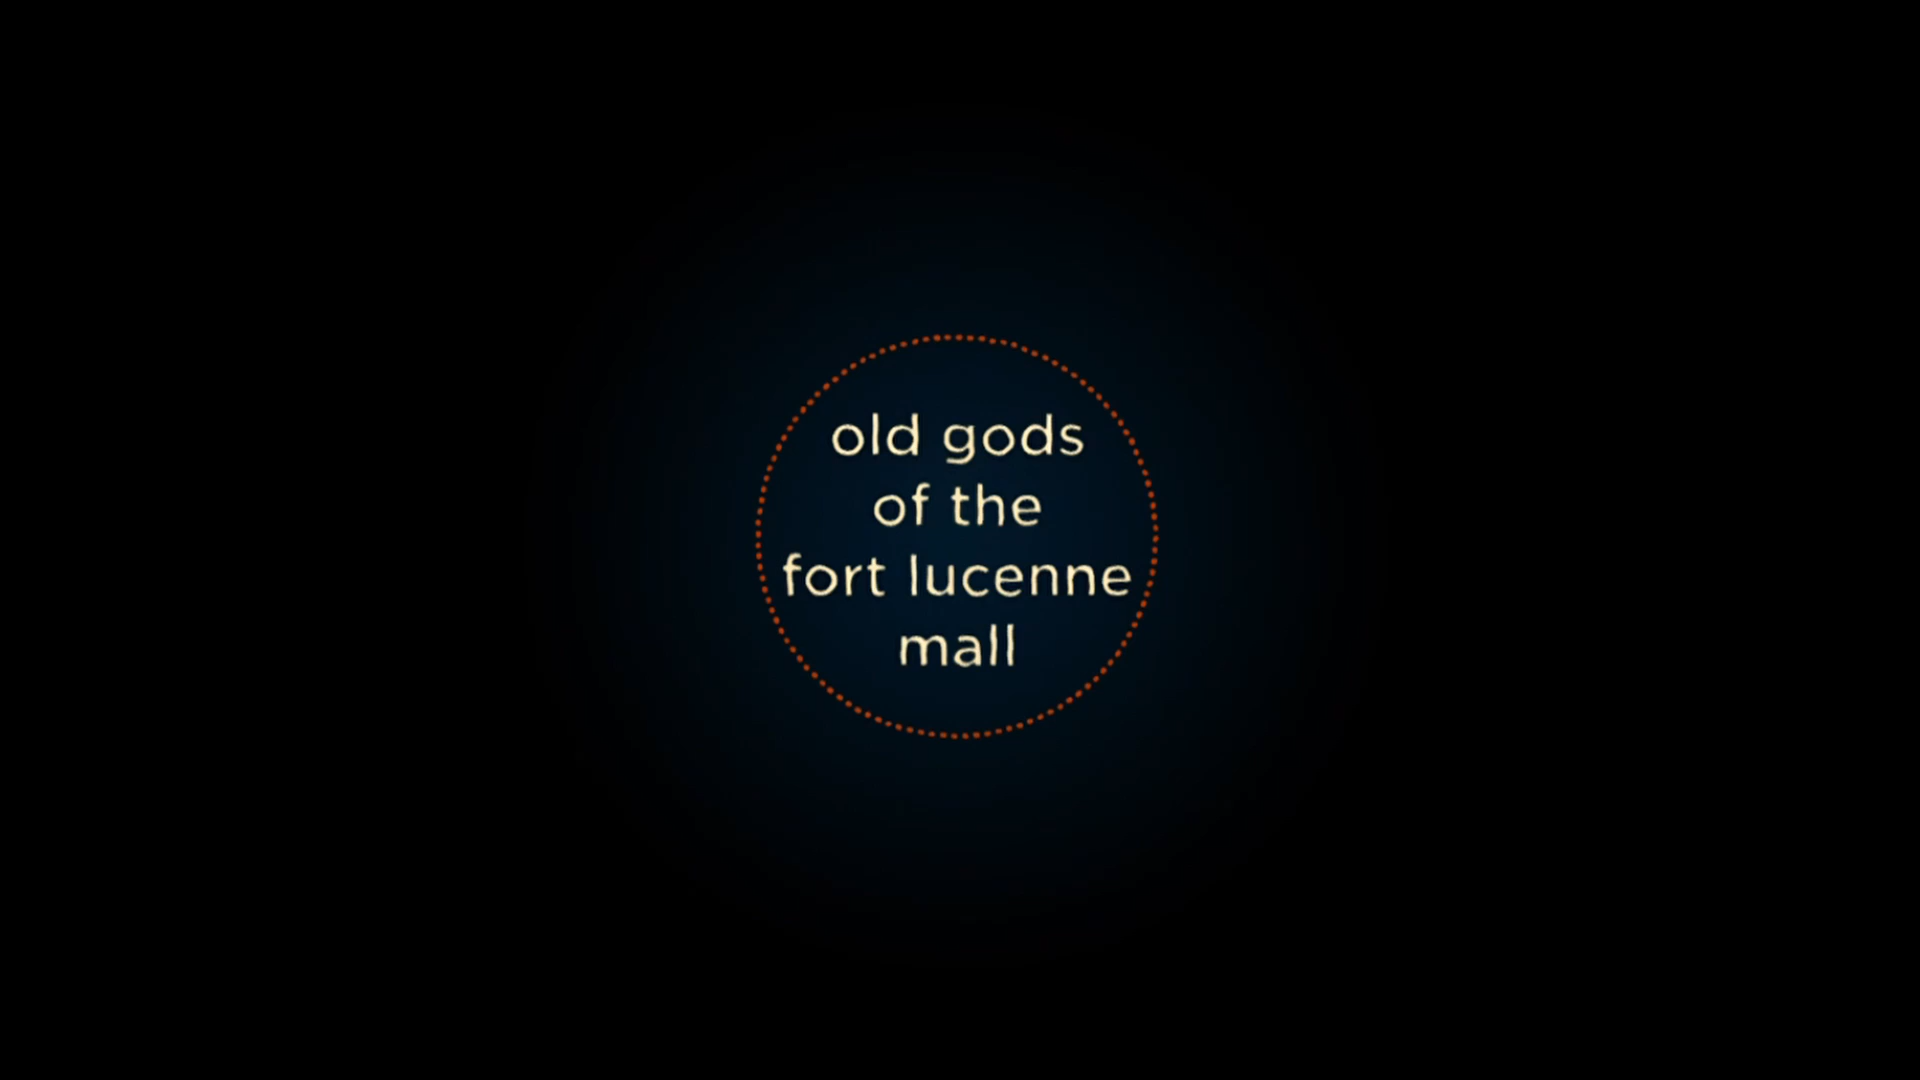 old gods
of the
fort lucenne
mall